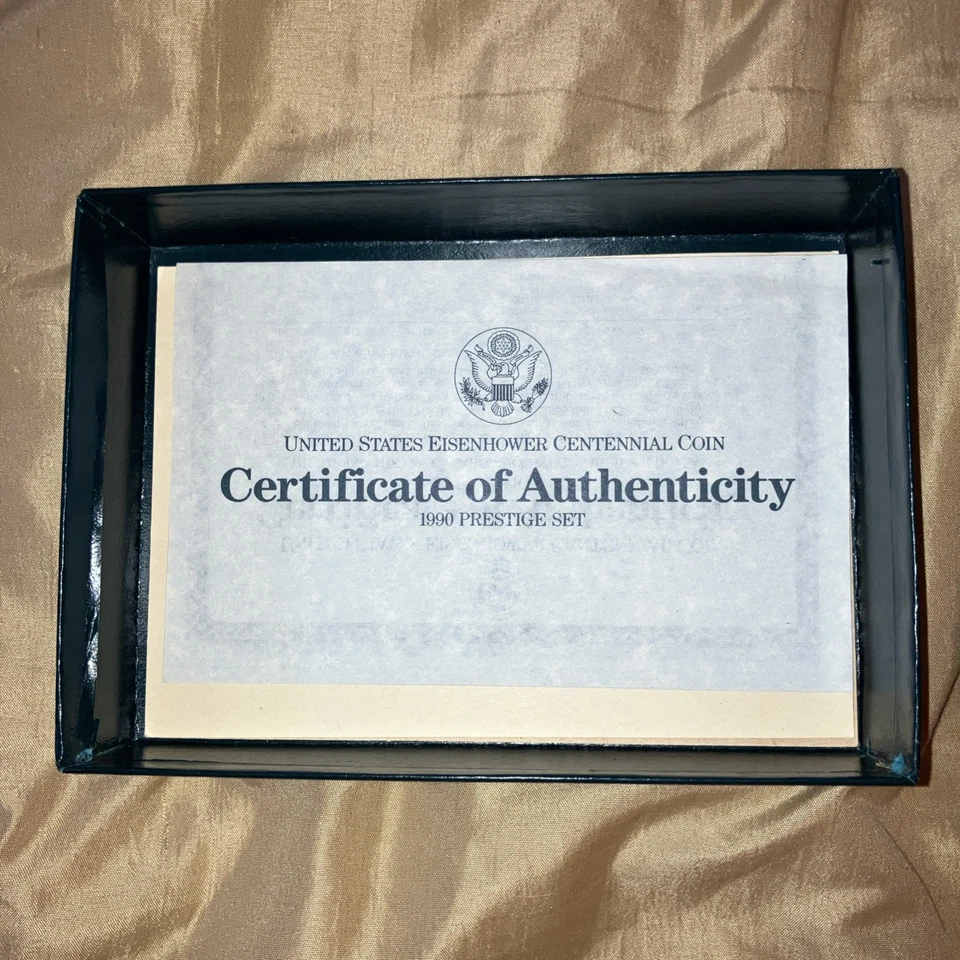 UNITED STATES EISENHOWER CENTENNIAL COIN
Certificate of Authenticity
1990 PRESTIGE SET